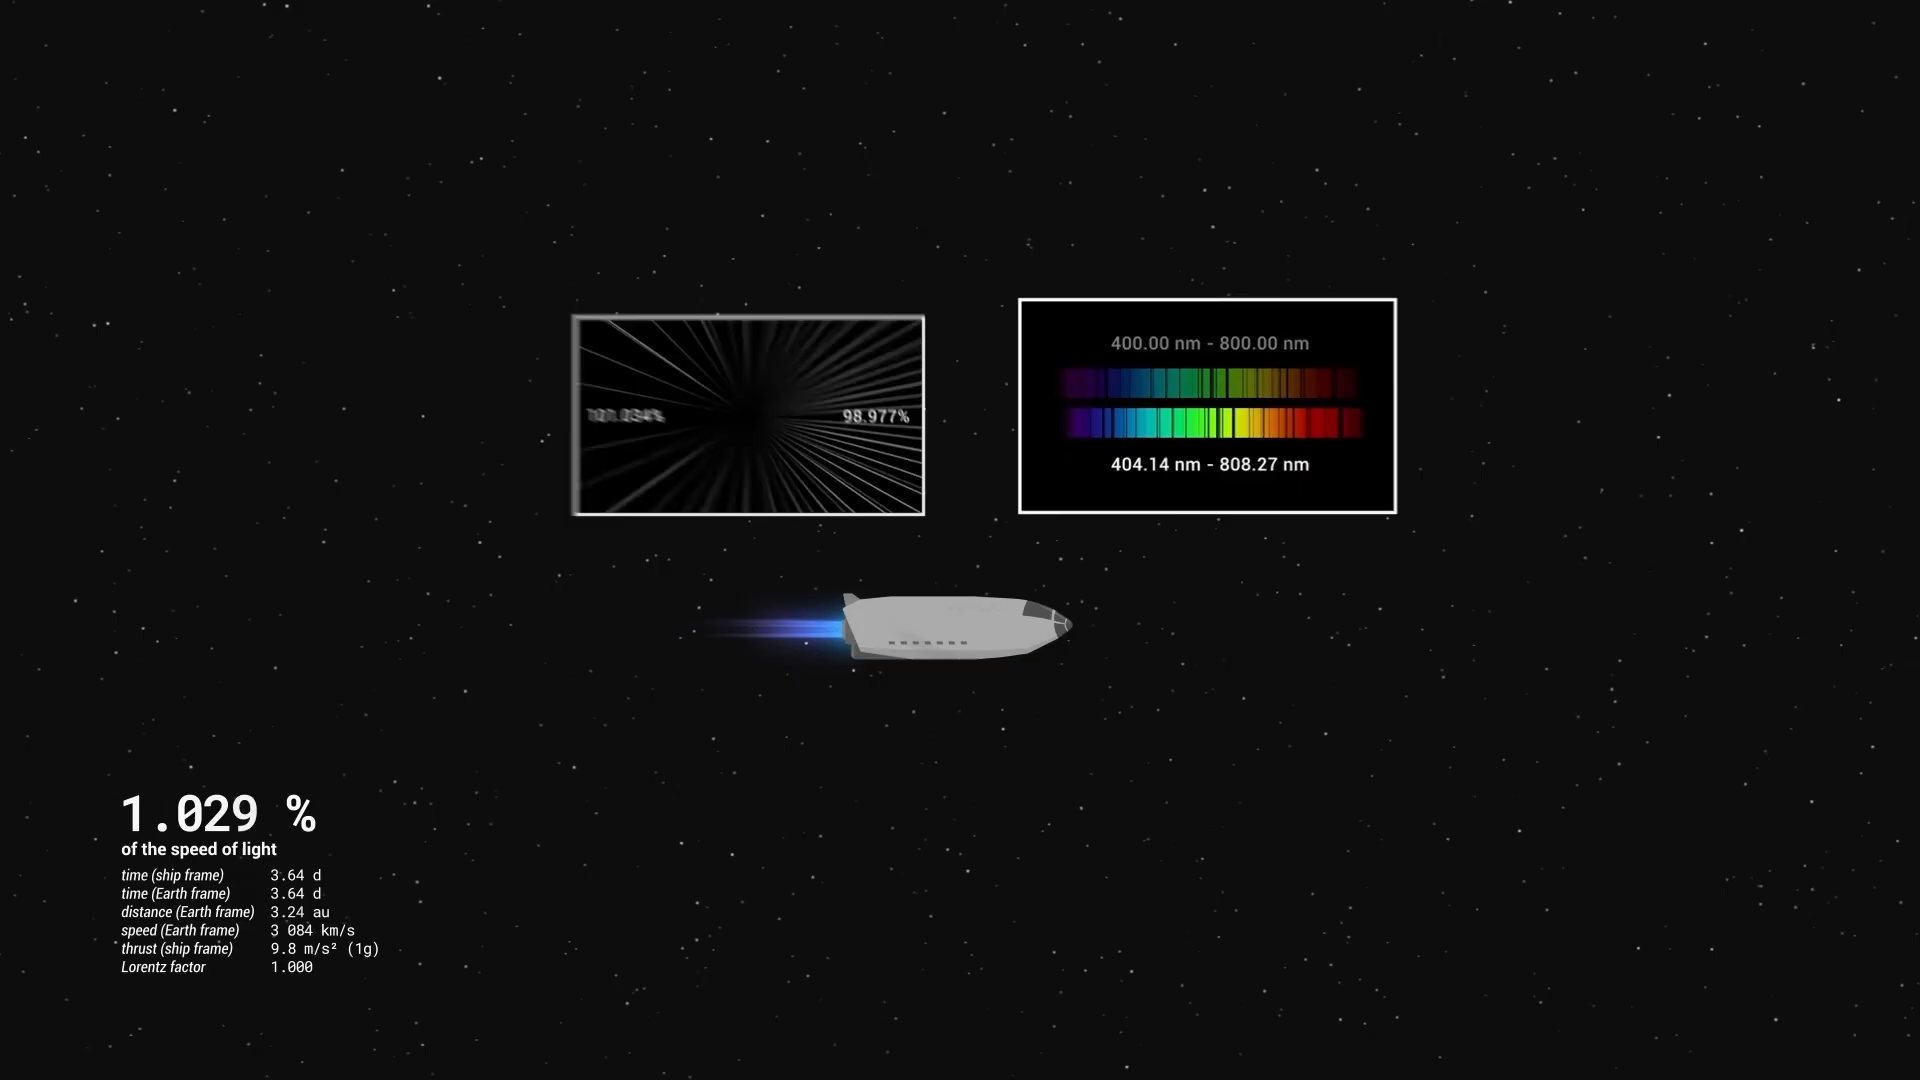 400.00 nm - 800.00 nm
98.977%
404.14 nm - 808.27 nm
1.029 %
of the speed of light
time (ship frame) 3.64 d
time (Earth frame) 3.64 d
distance (Earth frame) 3.24 au
speed (Earth frame) 3 084 km/s
thrust (ship frame) 9.8 m/s² (1g)
Lorentz factor 1.000